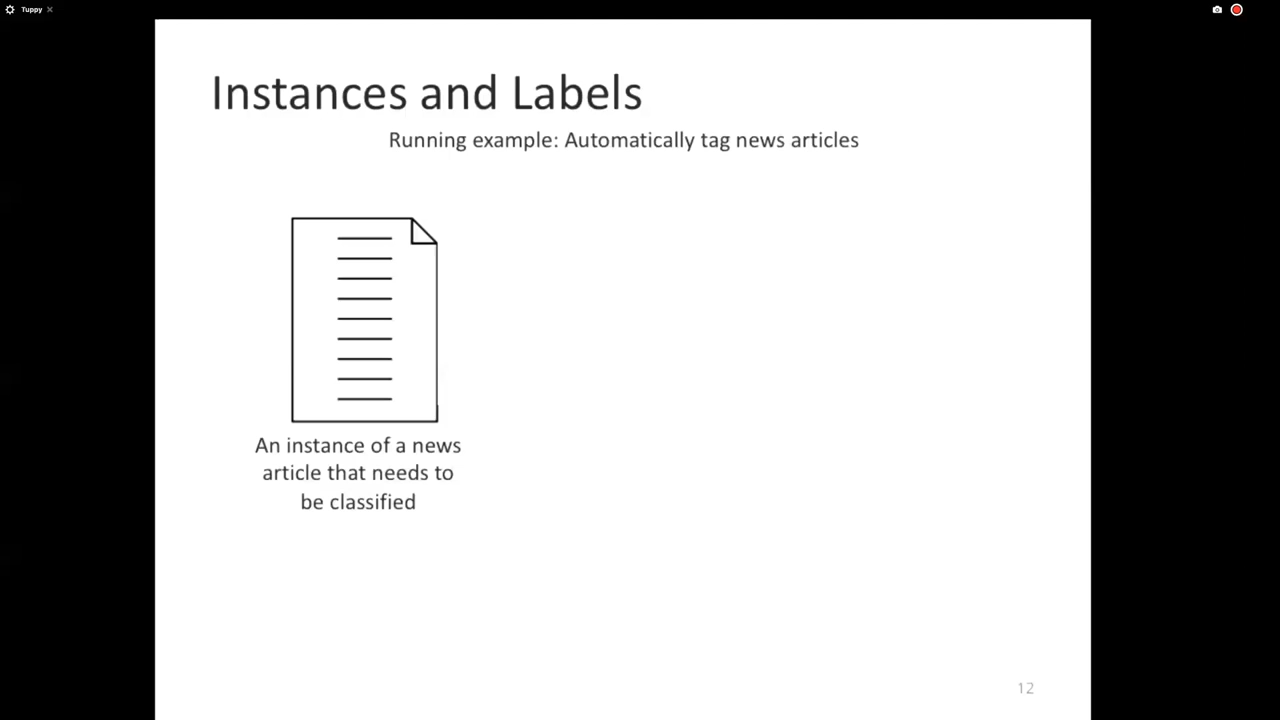 Tuppy
Instances and Labels
Running example: Automatically tag news articles
An instance of a news
article that needs to
be classified
12